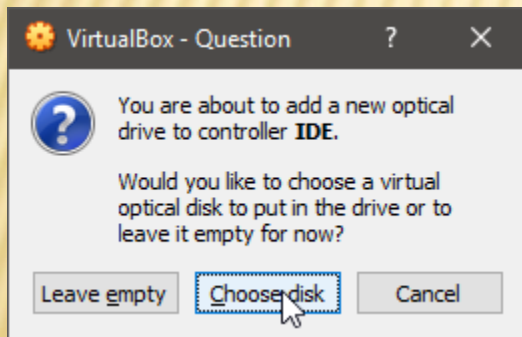 VirtualBox - Question
You are about to add a new optical
drive to controller IDE.
Would you like to choose a virtual
optical disk to put in the drive or to
leave it empty for now?
Leave empty
Choose disk
Cancel